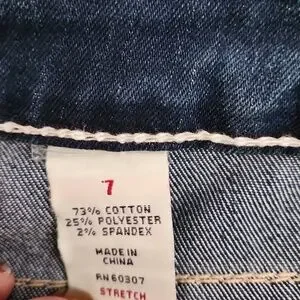 7
73% COTTON
25% POLYESTER
2% SPANDEX
MADE IN
CHINA
RN 60307
STRETCH